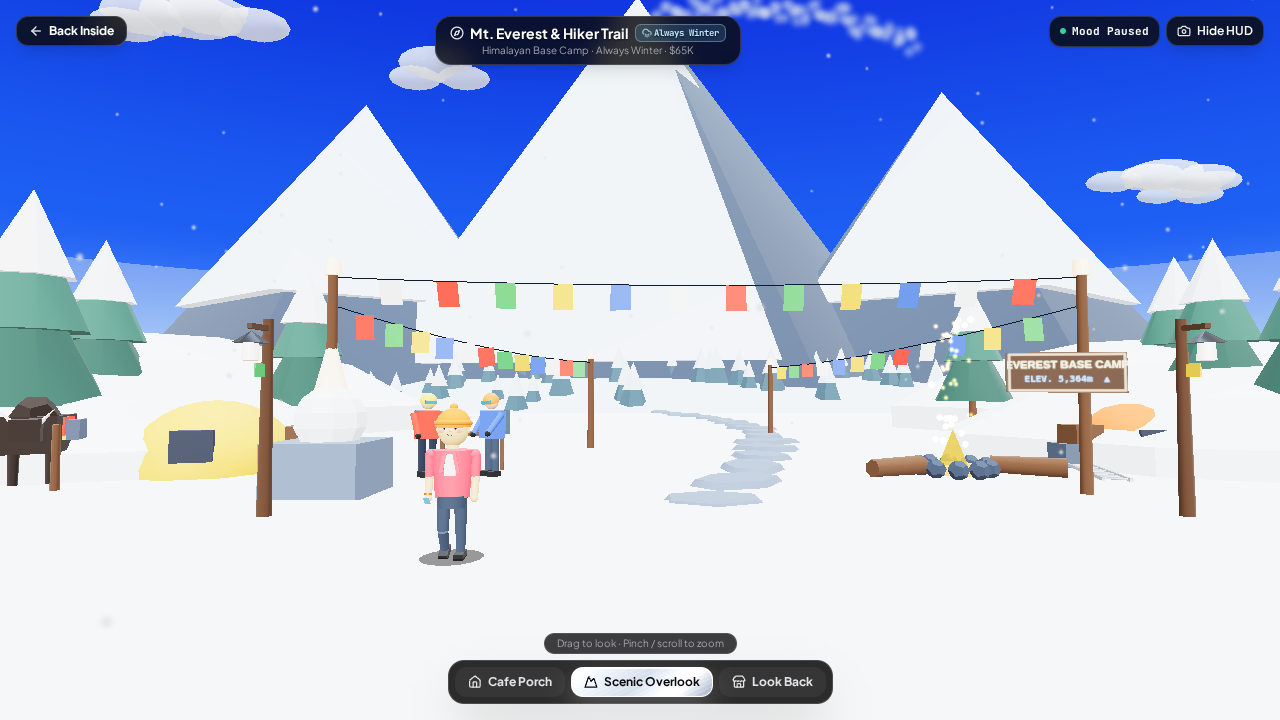 Back Inside
Mt. Everest & Hiker Trail
Always Winter
Himalayan Base Camp · Always Winter · $65K
Mood Paused
Hide HUD
EVEREST BASE CAMP
ELEV. 5,364m ▲
Drag to look · Pinch / scroll to zoom
Cafe Porch
Scenic Overlook
Look Back